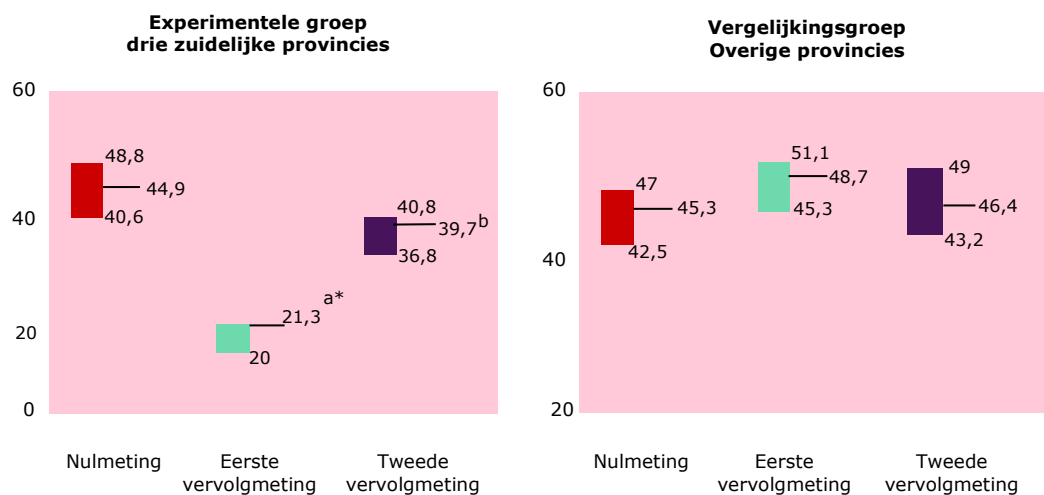 Experimentele groep
drie zuidelijke provincies
60
40
20
0
48,8
44,9
40,6
a*
21,3
20
40,8
39,7b
36,8
Nulmeting
Eerste
vervolgmeting
Tweede
vervolgmeting
Vergelijkingsgroep
Overige provincies
60
40
20
47
45,3
42,5
51,1
48,7
45,3
49
46,4
43,2
Nulmeting
Eerste
vervolgmeting
Tweede
vervolgmeting